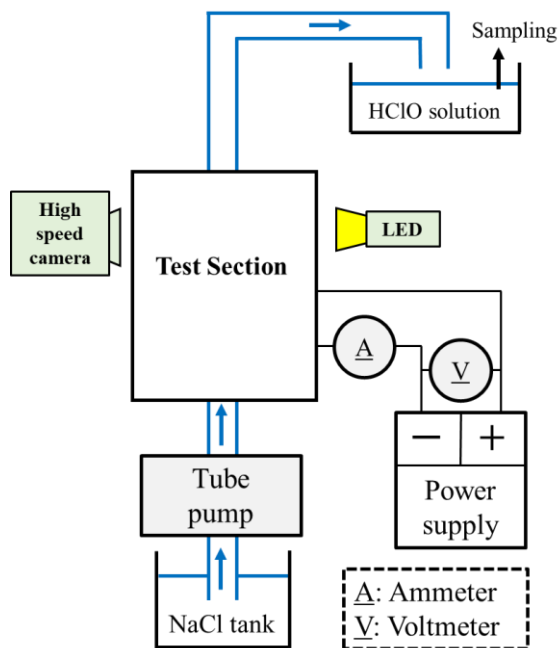 Sampling
HClO solution
High
speed
camera
LED
Test Section
A
V
− +
Tube
pump
Power
supply
NaCl tank
A: Ammeter
V: Voltmeter